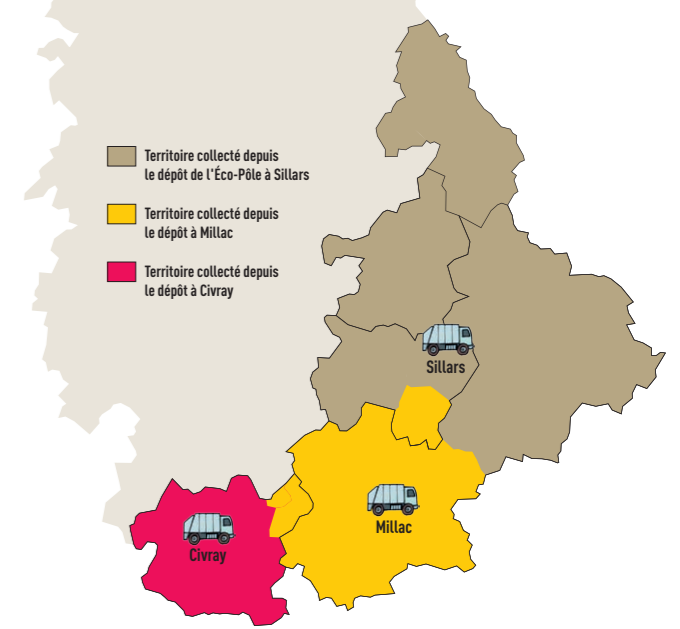 Territoire collecté depuis
le dépôt de l'Éco-Pôle à Sillars
Territoire collecté depuis
le dépôt à Millac
Territoire collecté depuis
le dépôt à Civray
Sillars
Millac
Civray